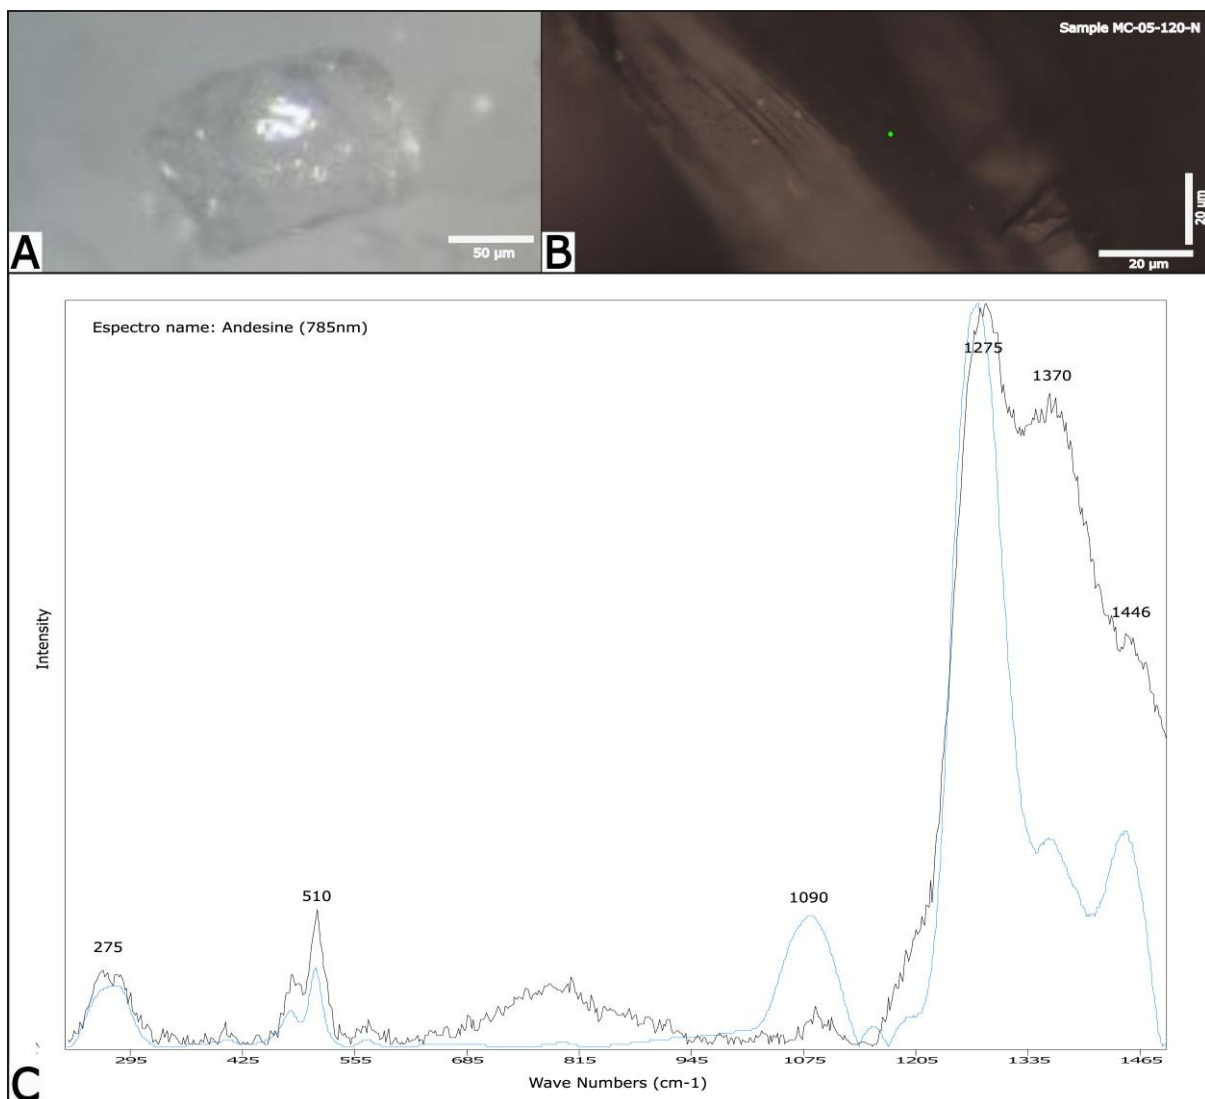 Sample MC-05-120-N
A
50 µm
B
20 µm
20 µm
Espectro name: Andesine (785nm)
1275
1370
1446
510
1090
275
Intensity
295 425 555 685 815 945 1075 1205 1335 1465
Wave Numbers (cm-1)
C